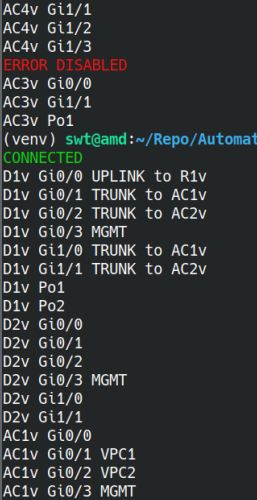 AC4v Gi1/1
AC4v Gi1/2
AC4v Gi1/3
ERROR DISABLED
AC3v Gi0/0
AC3v Gi1/1
AC3v Po1
(venv) swt@amd:~/Repo/Automat
CONNECTED
D1v Gi0/0 UPLINK to R1v
D1v Gi0/1 TRUNK to AC1v
D1v Gi0/2 TRUNK to AC2v
D1v Gi0/3 MGMT
D1v Gi1/0 TRUNK to AC1v
D1v Gi1/1 TRUNK to AC2v
D1v Po1
D1v Po2
D2v Gi0/0
D2v Gi0/1
D2v Gi0/2
D2v Gi0/3 MGMT
D2v Gi1/0
D2v Gi1/1
AC1v Gi0/0
AC1v Gi0/1 VPC1
AC1v Gi0/2 VPC2
AC1v Gi0/3 MGMT